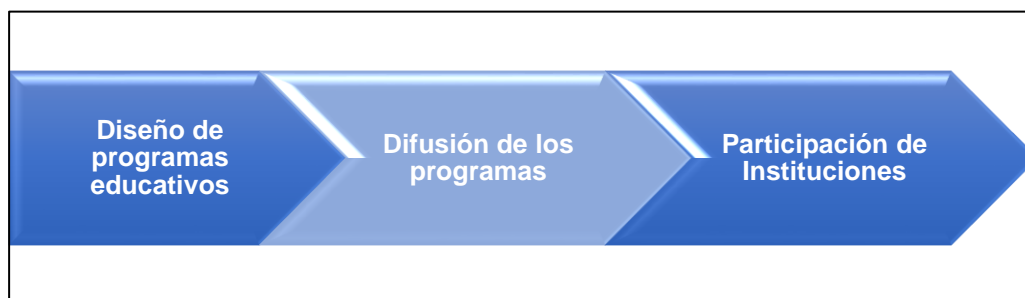 Diseño de
programas
educativos
Difusión de los
programas
Participación de
Instituciones